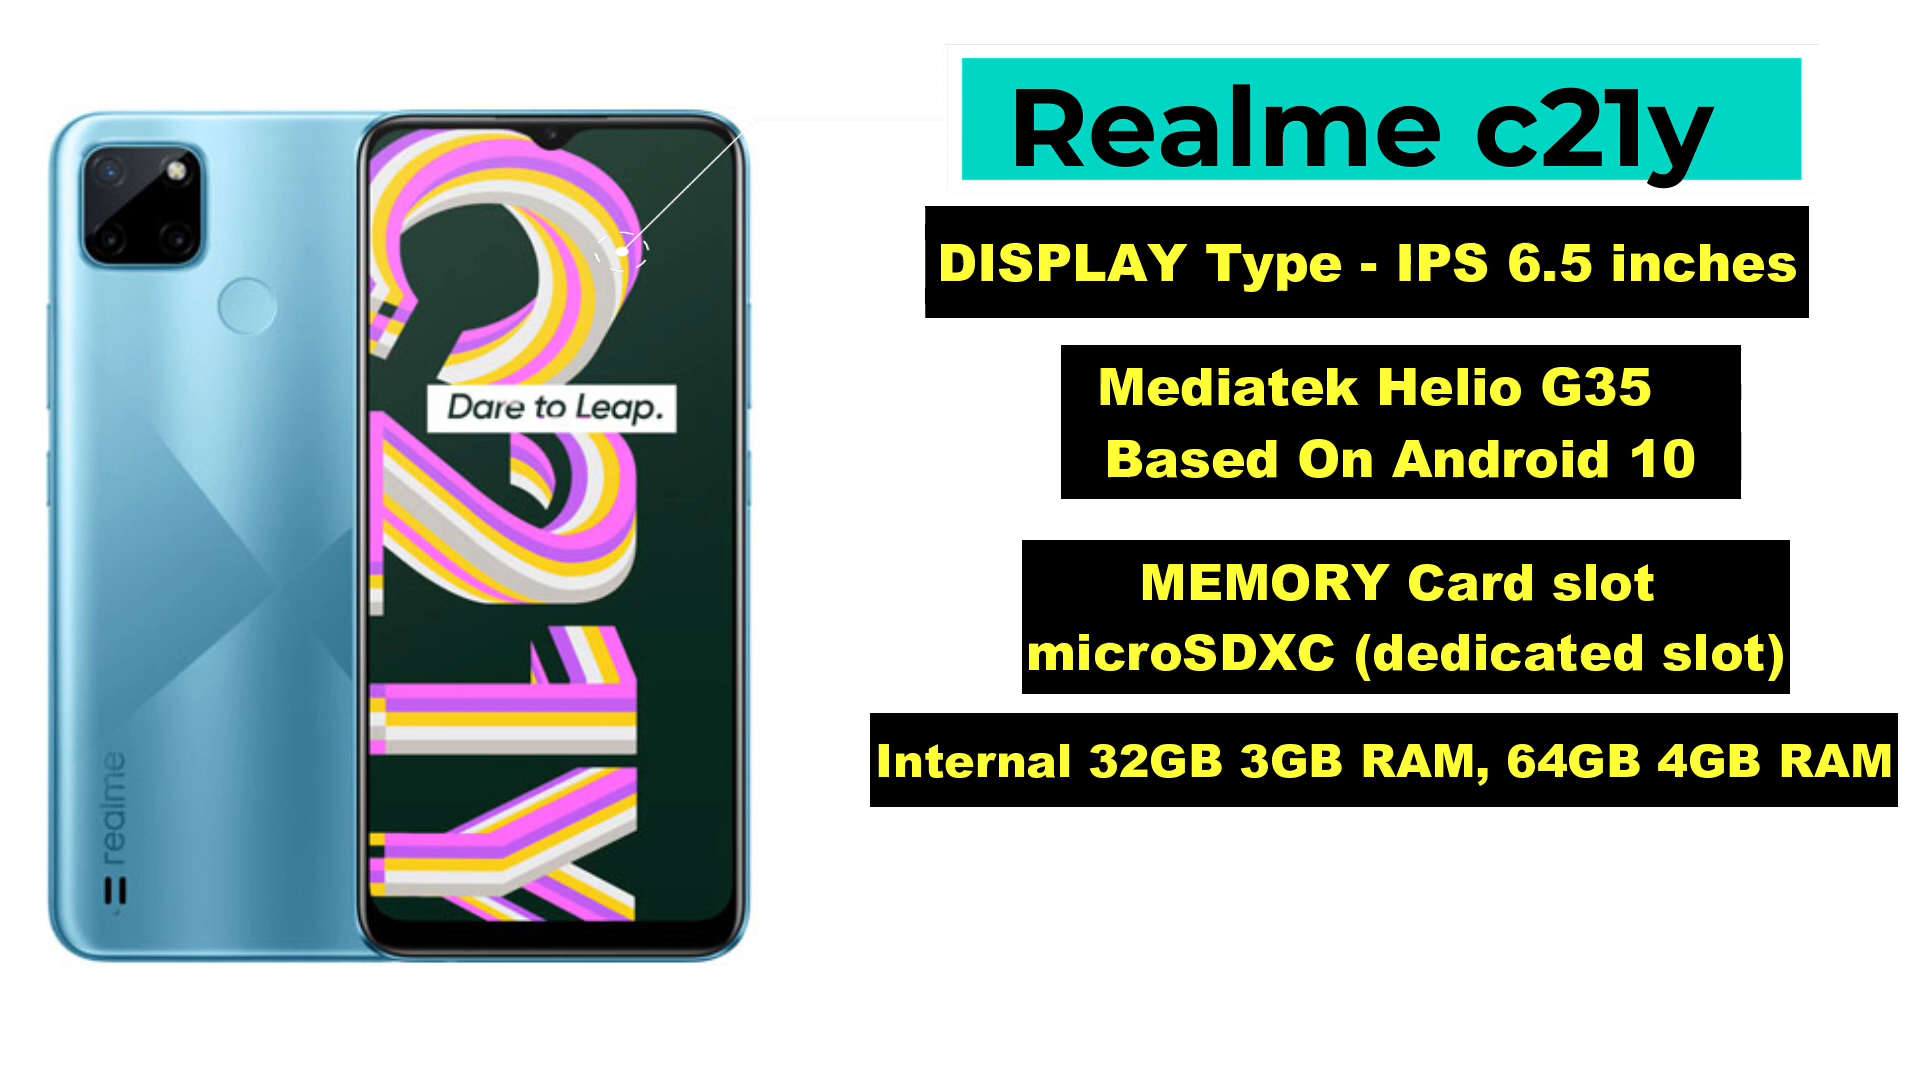 Realme c21y
DISPLAY Type - IPS 6.5 inches
Mediatek Helio G35
Based On Android 10
MEMORY Card slot
microSDXC (dedicated slot)
Internal 32GB 3GB RAM, 64GB 4GB RAM
Dare to Leap.
C21Y
realme